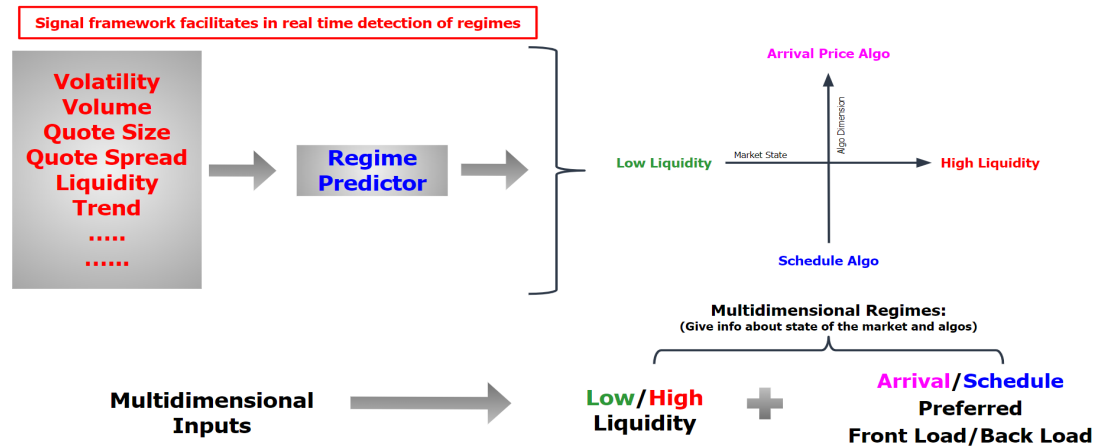 Signal framework facilitates in real time detection of regimes
Volatility
Volume
Quote Size
Quote Spread
Liquidity
Trend
.....
......
Regime
Predictor
Arrival Price Algo
Algo Dimension
Low Liquidity
Market State
High Liquidity
Schedule Algo
Multidimensional Regimes:
(Give info about state of the market and algos)
Multidimensional
Inputs
Low/High
Liquidity
Arrival/Schedule
Preferred
Front Load/Back Load